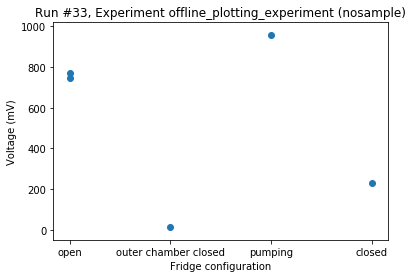 Run #33, Experiment offline_plotting_experiment (nosample)
1000
800
600
400
200
0
Voltage (mV)
open
outer chamber closed
pumping
closed
Fridge configuration